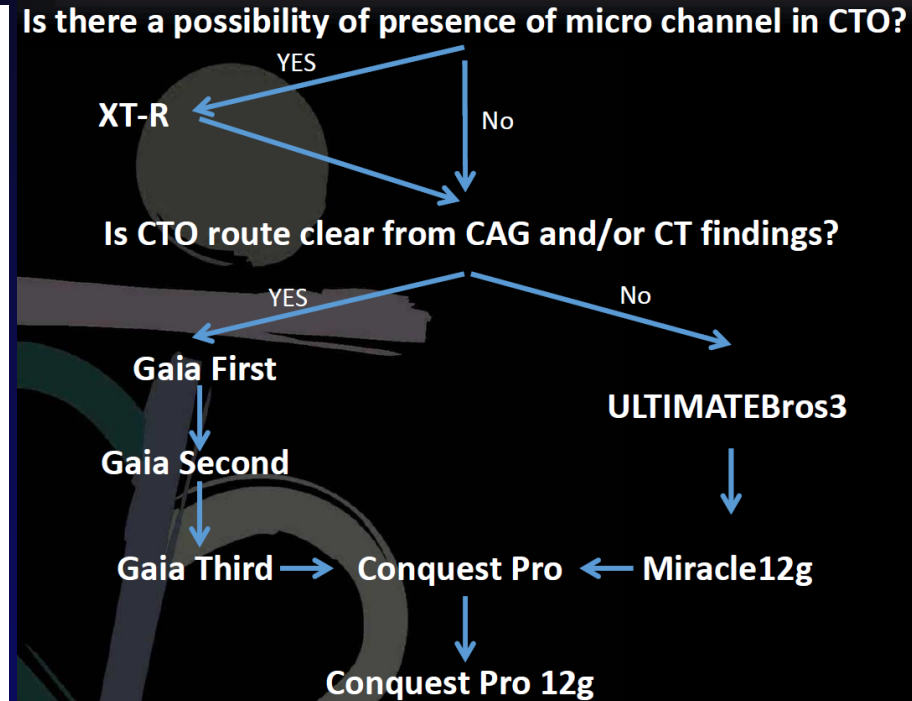 Is there a possibility of presence of micro channel in CTO?
YES
XT-R
No
Is CTO route clear from CAG and/or CT findings?
YES
No
Gaia First
ULTIMATEBros3
Gaia Second
Gaia Third
Conquest Pro
Miracle12g
Conquest Pro 12g